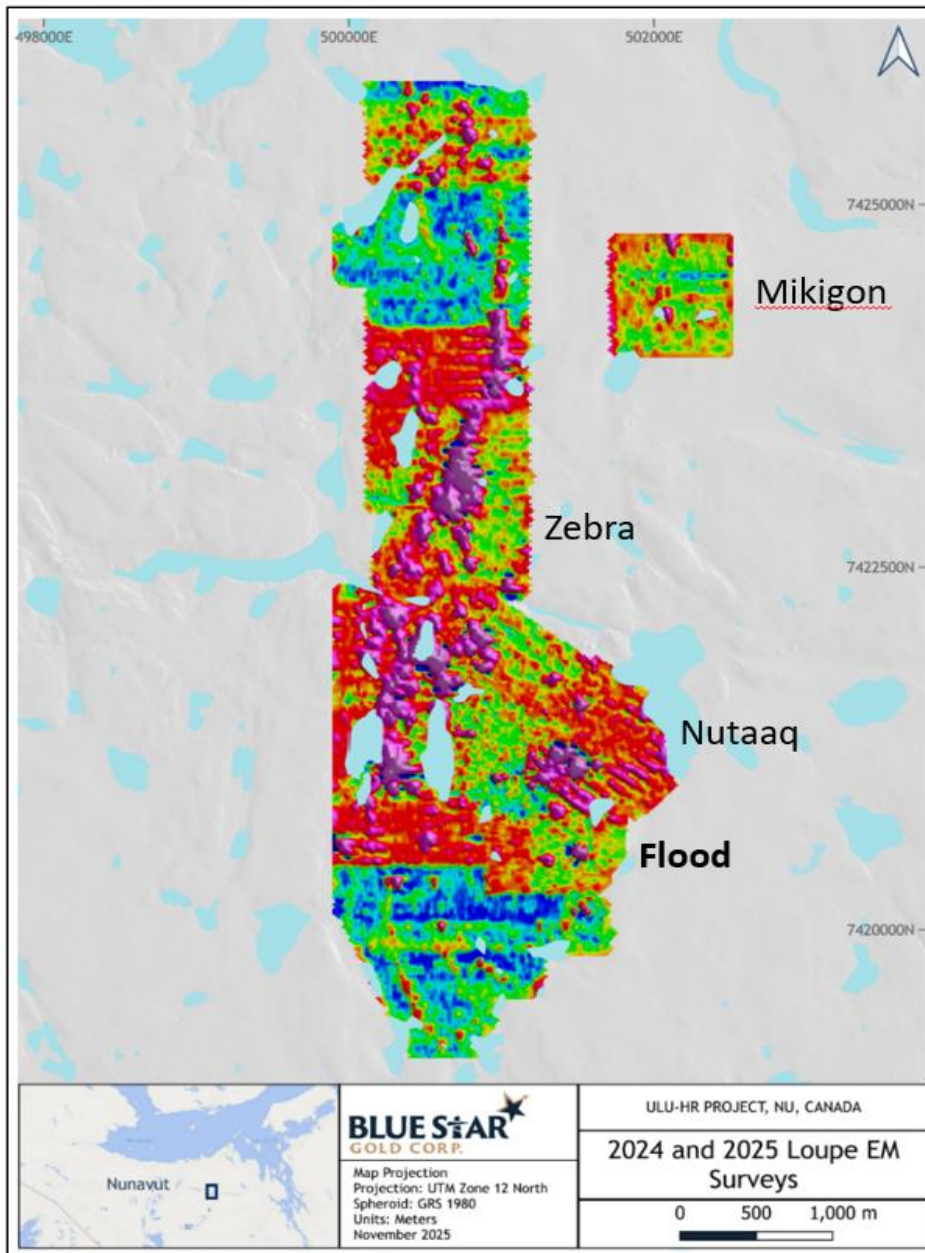 498000E 500000E 502000E
7425000N
Mikigon
Zebra
7422500N
Nutaaq
Flood
7420000N
Nunavut
BLUE STAR
GOLD CORP.
Map Projection
Projection: UTM Zone 12 North
Spheroid: GRS 1980
Units: Meters
November 2025
ULU-HR PROJECT, NU, CANADA
2024 and 2025 Loupe EM
Surveys
0 500 1,000 m